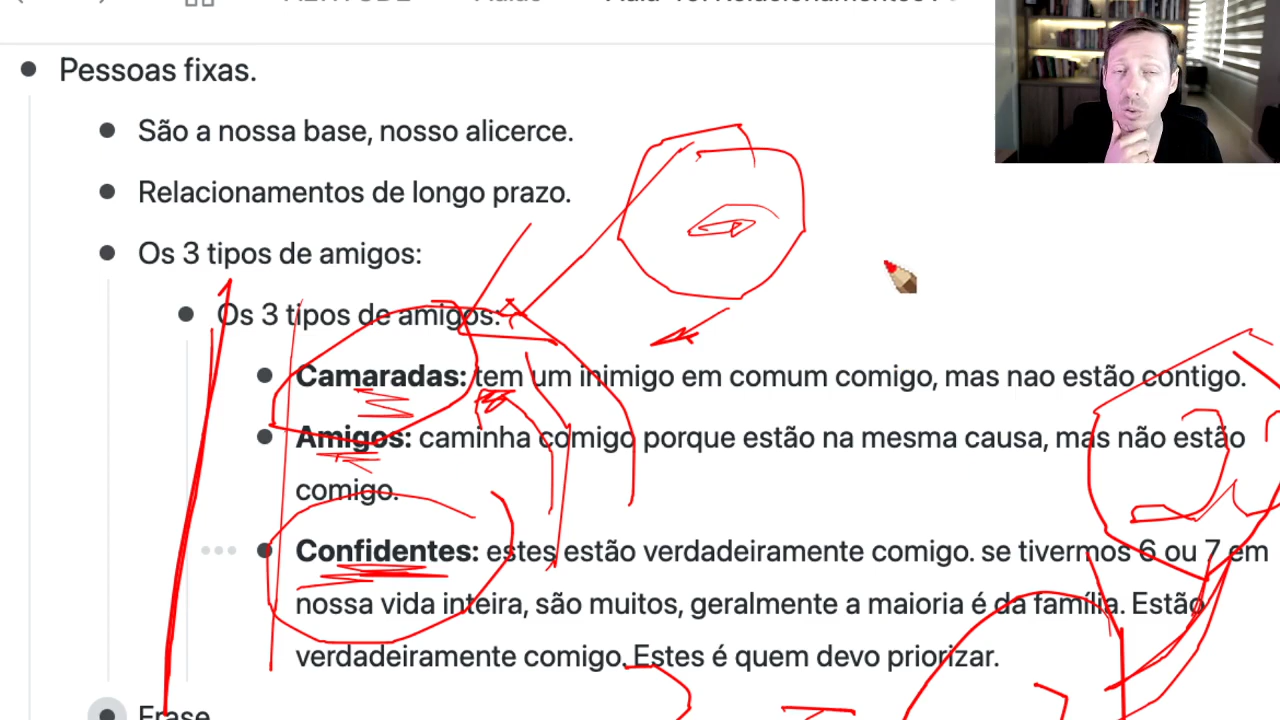 Pessoas fixas.
São a nossa base, nosso alicerce.
Relacionamentos de longo prazo.
Os 3 tipos de amigos:
Os 3 tipos de amigos:
Camaradas: tem um inimigo em comum comigo, mas nao estão contigo.
Amigos: caminha comigo porque estão na mesma causa, mas não estão
comigo.
Confidentes: estes estão verdadeiramente comigo. se tivermos 6 ou 7 em
nossa vida inteira, são muitos, geralmente a maioria é da família. Estão
verdadeiramente comigo. Estes é quem devo priorizar.
Frase